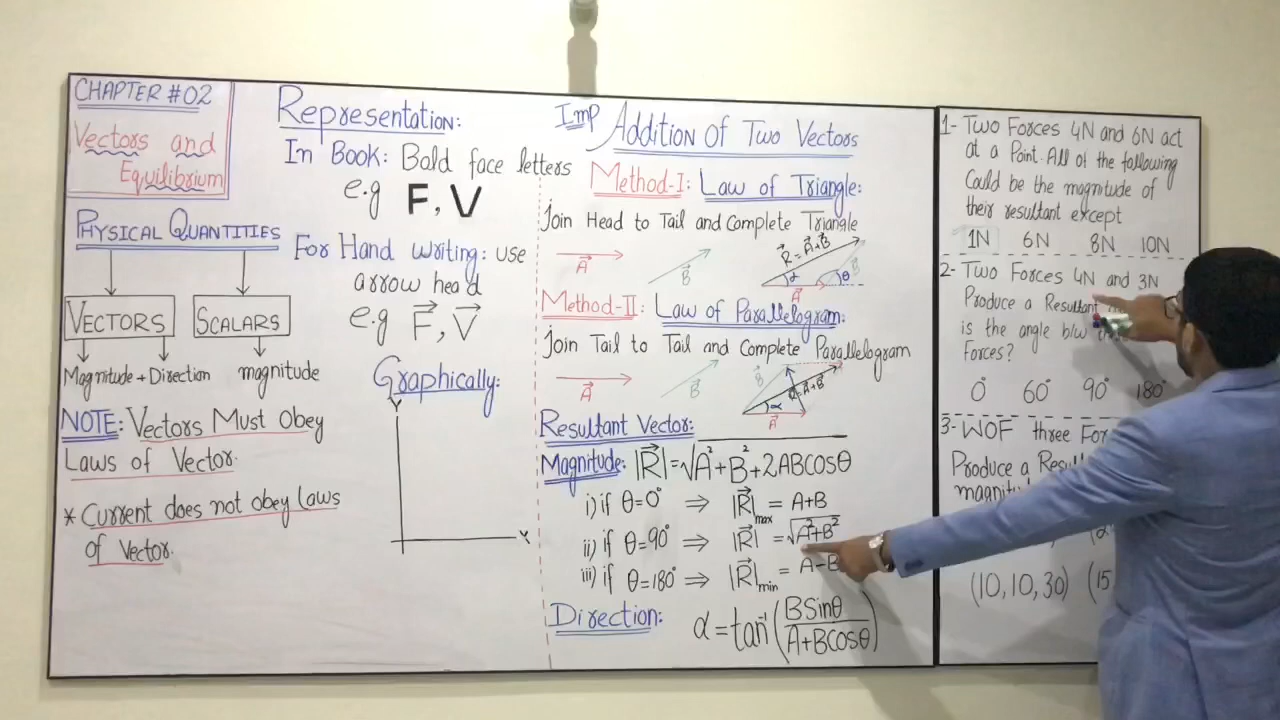 CHAPTER #02
Vectors and
Equilibrium
PHYSICAL QUANTITIES
VECTORS
SCALARS
Magnitude + Direction
magnitude
NOTE: Vectors Must Obey
Laws of Vector.
* Current does not obey laws
of Vector.
Representation:
In Book: Bold face letters
e.g F, V
For Hand writing: use
arrow head
e.g F⃗, V⃗
Graphically:
Y
X
Imp Addition Of Two Vectors
Method-I: Law of Triangle:
Join Head to Tail and Complete Triangle
A⃗
B⃗
R⃗ = A⃗+B⃗
α
A⃗
θ
B⃗
Method-II: Law of Parallelogram:
Join Tail to Tail and Complete Parallelogram
A⃗
B⃗
B⃗
R⃗=A⃗+B⃗
α
A⃗
Resultant Vector:
Magnitude: |R⃗|=√A²+B²+2ABCosθ
i) if θ=0° ⇒ |R⃗|max = A+B
ii) if θ=90° ⇒ |R⃗| = √A²+B²
iii) if θ=180° ⇒ |R⃗|min = A-B
Direction: α=tan⁻¹(BSinθ/A+BCosθ)
1- Two Forces 4N and 6N act
at a Point. All of the following
Could be the magnitude of
their resultant except
1N 6N 8N 10N
2- Two Forces 4N and 3N
Produce a Resultant
is the angle b/w
Forces?
0° 60° 90° 180°
3- WOF three
Produce a
(10, 10, 30) (15